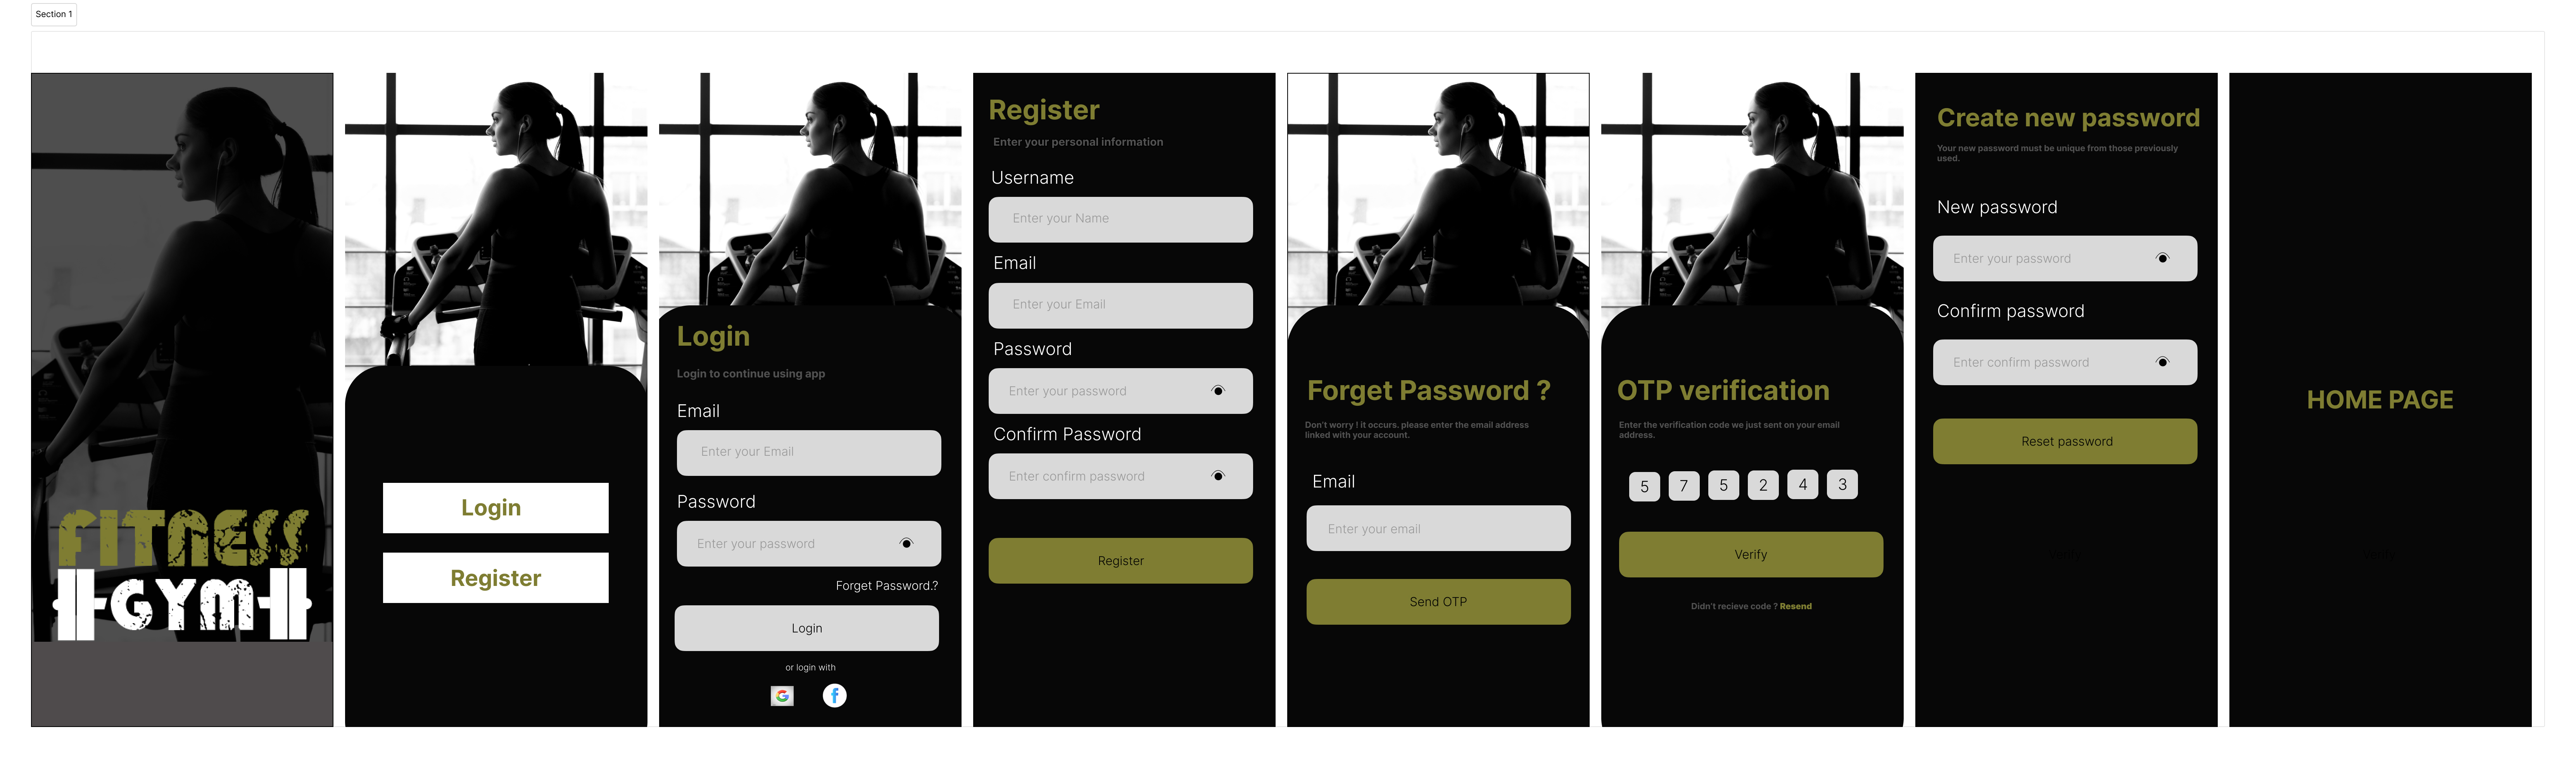 Section 1
FITNESS
GYM
Login
Register
Login
Login to continue using app
Email
Enter your Email
Password
Enter your password
Forget Password.?
Login
or login with
G
f
Register
Enter your personal information
Username
Enter your Name
Email
Enter your Email
Password
Enter your password
Confirm Password
Enter confirm password
Register
Forget Password ?
Don't worry ! it occurs. please enter the email address
linked with your account.
Email
Enter your email
Send OTP
OTP verification
Enter the verification code we just sent on your email
address.
5 7 5 2 4 3
Verify
Didn't recieve code ? Resend
Create new password
Your new password must be unique from those previously
used.
New password
Enter your password
Confirm password
Enter confirm password
Reset password
Verify
HOME PAGE
Verify